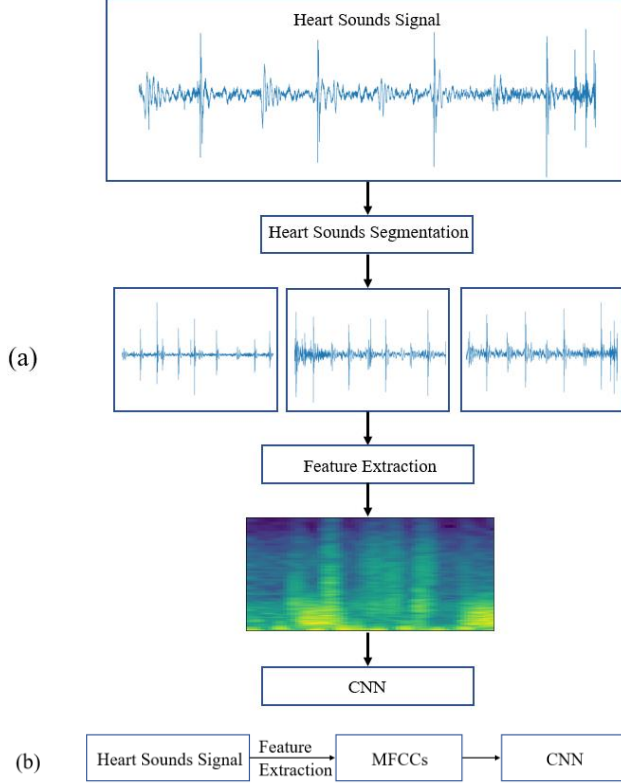 Heart Sounds Signal
Heart Sounds Segmentation
(a)
Feature Extraction
CNN
(b)
Heart Sounds Signal
Feature
Extraction
MFCCs
CNN